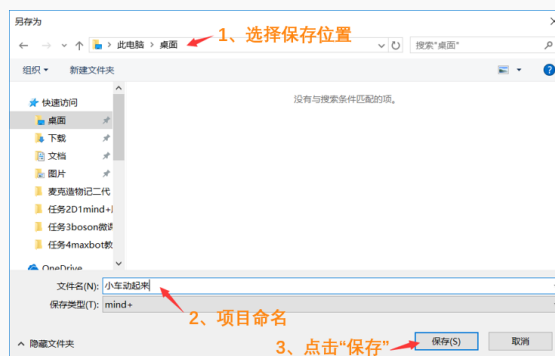 另存为
此电脑 > 桌面
1、选择保存位置
搜索"桌面"
组织
新建文件夹
没有与搜索条件匹配的项。
快速访问
桌面
下载
文档
图片
麦克造物记二代
任务2D1mind+
任务3boson微
任务4maxbot教
OneDrive
文件名(N): 小车动起来
保存类型(T): mind+
2、项目命名
隐藏文件夹
3、点击“保存”
保存(S)
取消